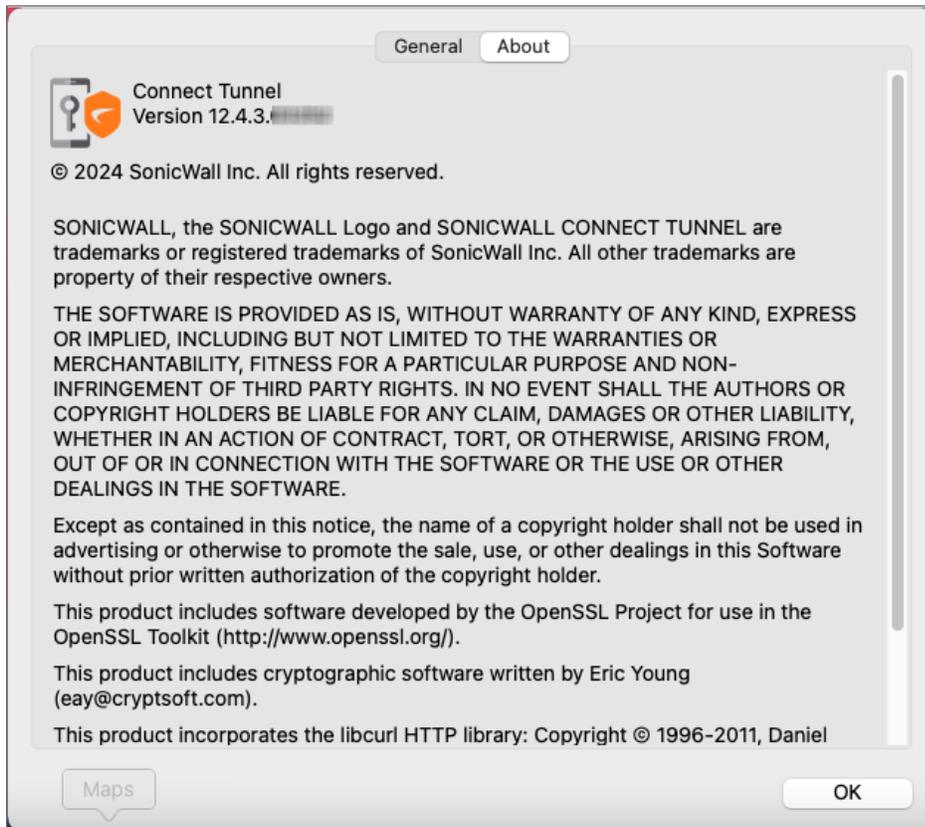 General About
Connect Tunnel
Version 12.4.3.
© 2024 SonicWall Inc. All rights reserved.
SONICWALL, the SONICWALL Logo and SONICWALL CONNECT TUNNEL are
trademarks or registered trademarks of SonicWall Inc. All other trademarks are
property of their respective owners.
THE SOFTWARE IS PROVIDED AS IS, WITHOUT WARRANTY OF ANY KIND, EXPRESS
OR IMPLIED, INCLUDING BUT NOT LIMITED TO THE WARRANTIES OR
MERCHANTABILITY, FITNESS FOR A PARTICULAR PURPOSE AND NON-
INFRINGEMENT OF THIRD PARTY RIGHTS. IN NO EVENT SHALL THE AUTHORS OR
COPYRIGHT HOLDERS BE LIABLE FOR ANY CLAIM, DAMAGES OR OTHER LIABILITY,
WHETHER IN AN ACTION OF CONTRACT, TORT, OR OTHERWISE, ARISING FROM,
OUT OF OR IN CONNECTION WITH THE SOFTWARE OR THE USE OR OTHER
DEALINGS IN THE SOFTWARE.
Except as contained in this notice, the name of a copyright holder shall not be used in
advertising or otherwise to promote the sale, use, or other dealings in this Software
without prior written authorization of the copyright holder.
This product includes software developed by the OpenSSL Project for use in the
OpenSSL Toolkit (http://www.openssl.org/).
This product includes cryptographic software written by Eric Young
(eay@cryptsoft.com).
This product incorporates the libcurl HTTP library: Copyright © 1996-2011, Daniel
Maps
OK